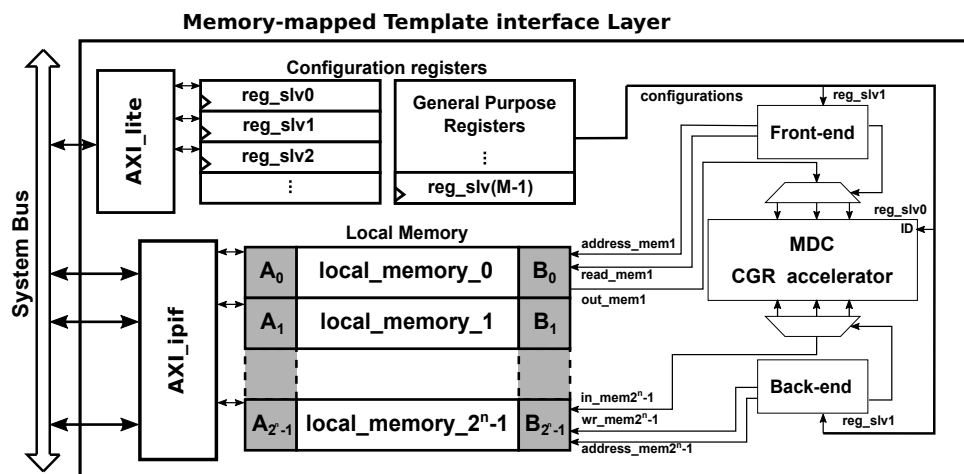 Memory-mapped Template interface Layer
System Bus
AXI_lite
Configuration registers
reg_slv0
reg_slv1
reg_slv2
...
General Purpose
Registers
...
reg_slv(M-1)
configurations
reg_slv1
Front-end
reg_slv0
ID
MDC
CGR accelerator
AXI_ipif
Local Memory
A₀ local_memory_0 B₀
A₁ local_memory_1 B₁
A₂ⁿ₋₁ local_memory_2ⁿ-1 B₂ⁿ₋₁
address_mem1
read_mem1
out_mem1
in_mem2ⁿ-1
wr_mem2ⁿ-1
address_mem2ⁿ-1
Back-end
reg_slv1